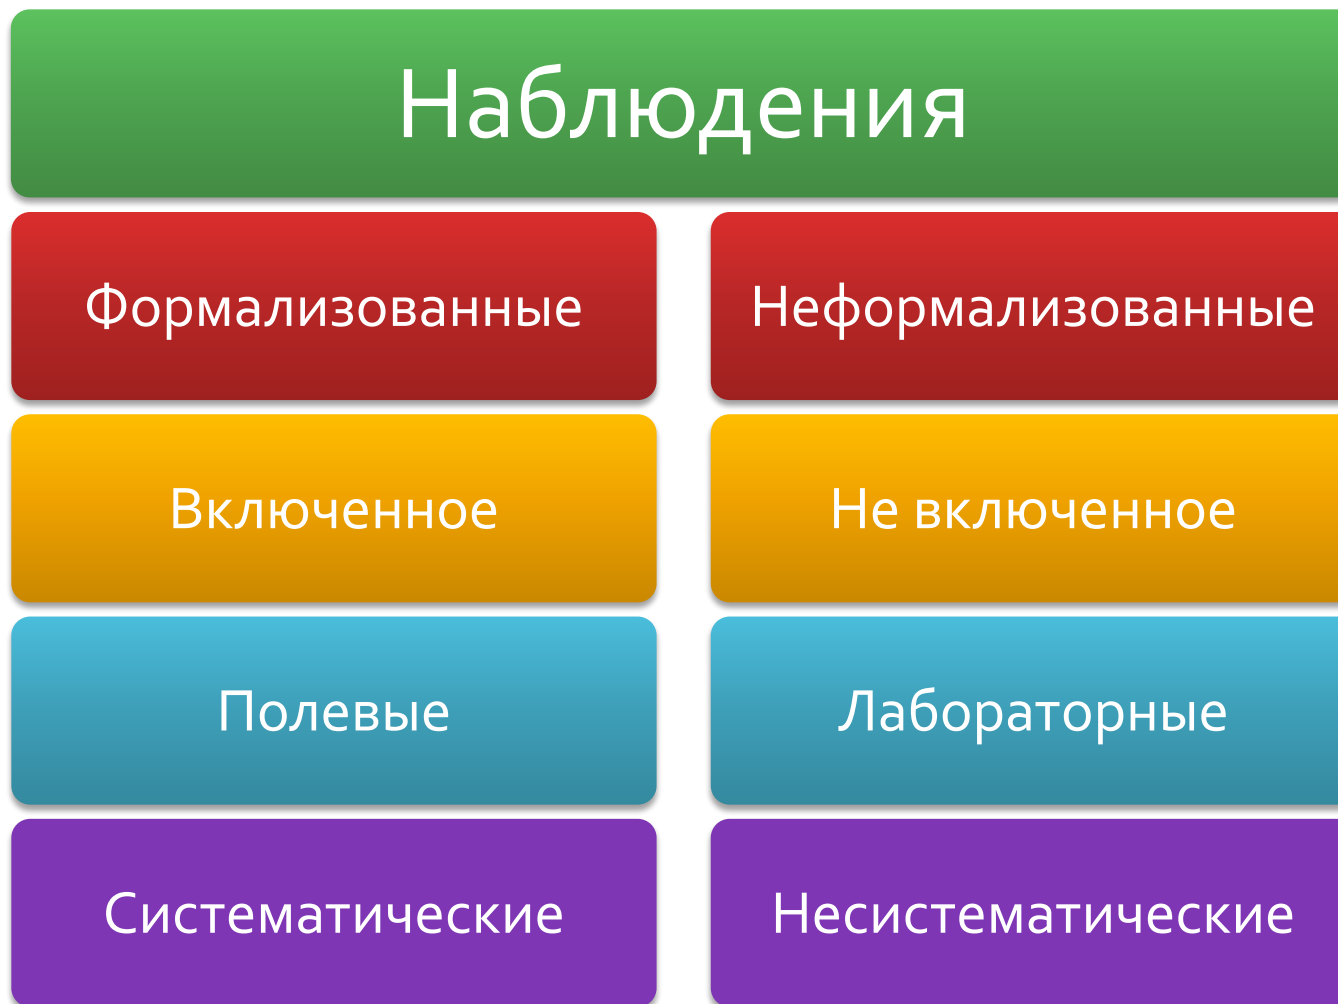 Наблюдения
Формализованные
Неформализованные
Включенное
Не включенное
Полевые
Лабораторные
Систематические
Несистематические